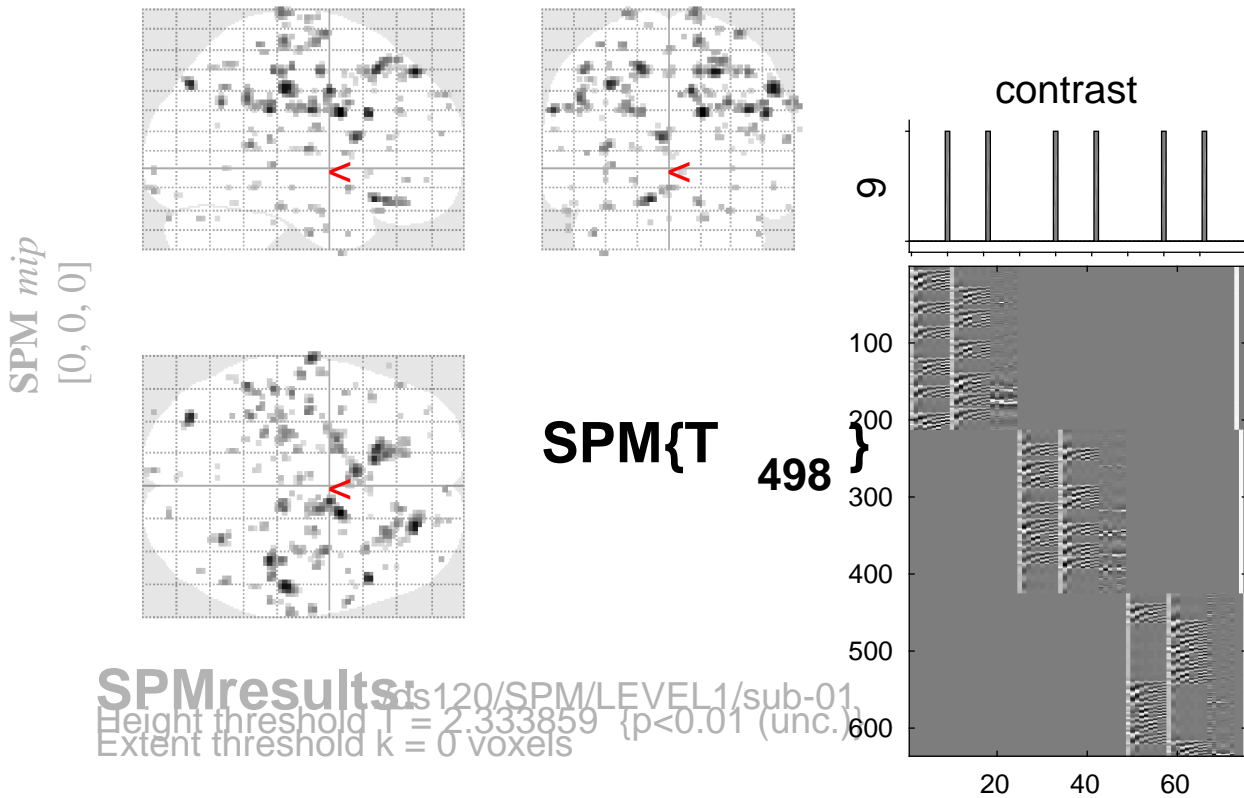 SPM mip
[0, 0, 0]
<
<
<
SPM{T 498 }
contrast
9
100
200
300
400
500
600
20 40 60
SPMresults: /ds120/SPM/LEVEL1/sub-01
Height threshold T = 2.333859 {p<0.01 (unc.)}
Extent threshold k = 0 voxels